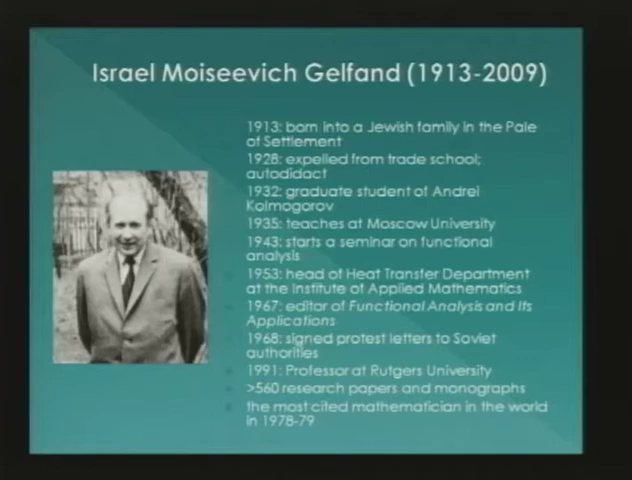 Israel Moiseevich Gelfand (1913-2009)
1913: born into a Jewish family in the Pale
of Settlement
1928: expelled from trade school;
autodidact
1932: graduate student of Andrei
Kolmogorov
1935: teaches at Moscow University
1943: starts a seminar on functional
analysis
1953: head of Heat Transfer Department
at the Institute of Applied Mathematics
1967: editor of Functional Analysis and Its
Applications
1968: signed protest letters to Soviet
authorities
1991: Professor at Rutgers University
>560 research papers and monographs
the most cited mathematician in the world
in 1978-79